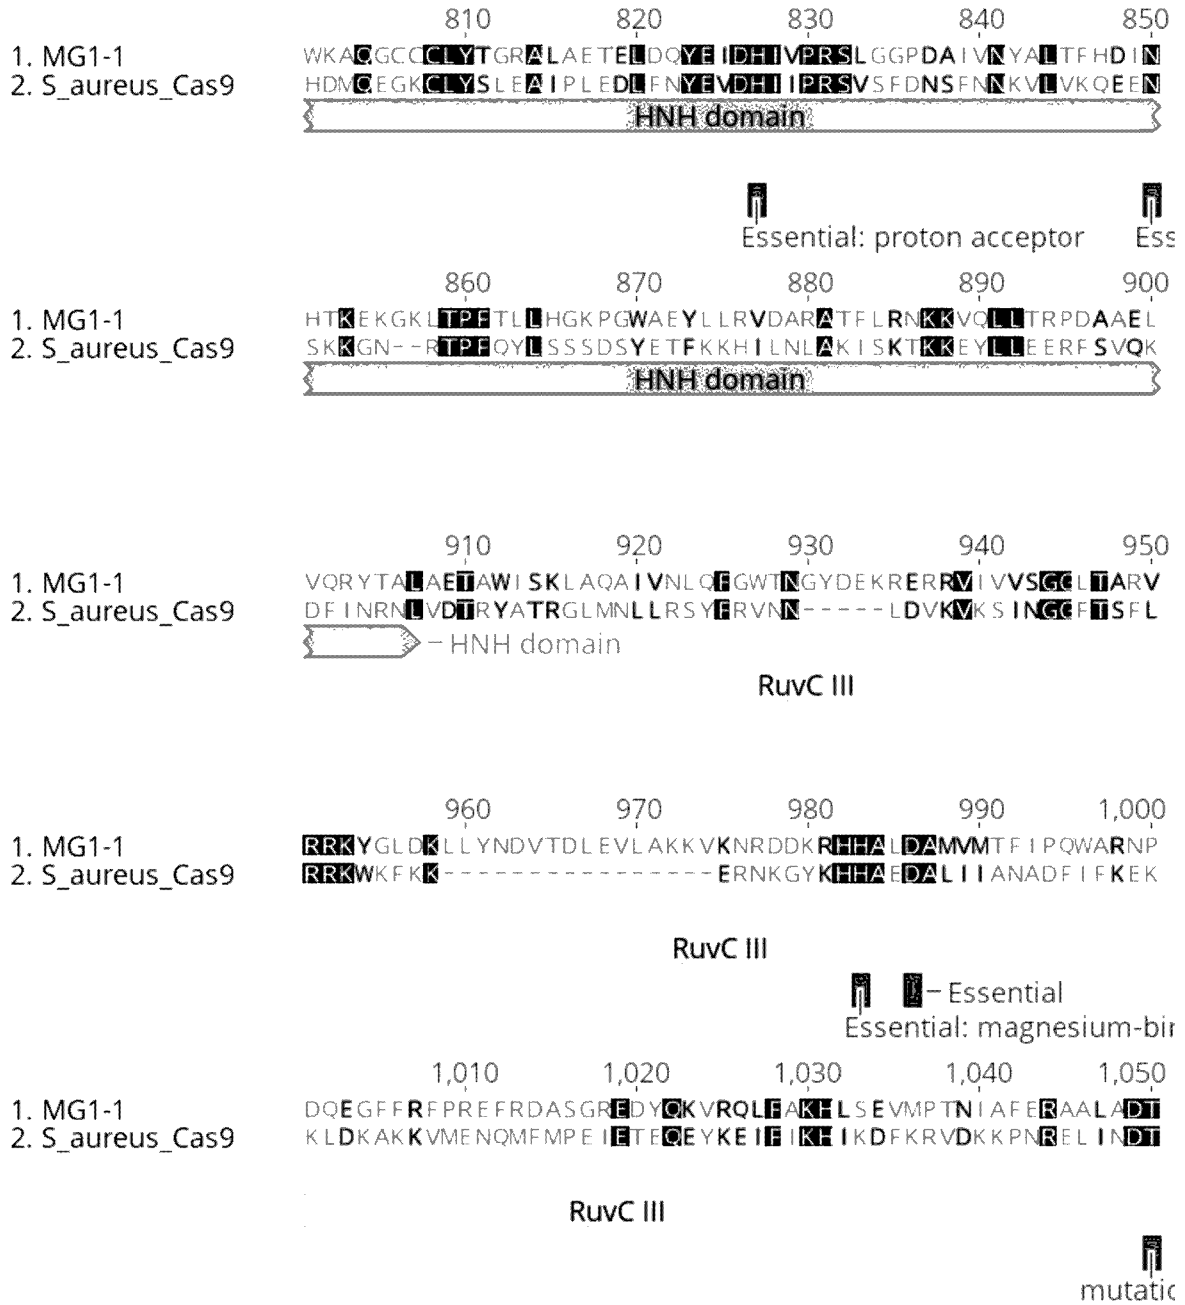 810 820 830 840 850
1. MG1-1 WKAQGCCCLYTGRALAETELDQYEIDHIVPRSLGGPDAIVNYALTFHDIN
2. S_aureus_Cas9 HDMQEGKCLYSLEAIPLEDLFNYEVDHIIPRSVSFDNSFNNKVLVKQEEN
HNH domain
Essential: proton acceptor Ess
860 870 880 890 900
1. MG1-1 HTKEKGKLTPFTLLHGKPGWAEYLLRVDARATFLRNKKVQLLTRPDAAEL
2. S_aureus_Cas9 SKKGN--RTPFQYLSSSDSYETFKKHILNLAKISKTKKEYLLEERFSVQK
HNH domain
910 920 930 940 950
1. MG1-1 VQRYTALAETAWISKLAQAIVNLQFGWTNGYDEKRERRVIVVSGGLTARV
2. S_aureus_Cas9 DFINRNLVDTRYATRGLMNLLRSYFRVNN-----LDVKVKSINGGFTSFL
HNH domain
RuvC III
960 970 980 990 1,000
1. MG1-1 RRKYGLDKLLYNDVTDLEVLAKKVKNRDDKRHHALDAMVMTFIPQWARNP
2. S_aureus_Cas9 RRKWKFKK----------------ERNKGYKHHAEDALIIANADFIFKEK
RuvC III
Essential
Essential: magnesium-bin
1,010 1,020 1,030 1,040 1,050
1. MG1-1 DQEGFFRFPREFRDASGREDYQKVRQLFAKHLSEVMPTNIAFERAALADT
2. S_aureus_Cas9 KLDKAKKVMENQMFMPEIETEQEYKEIFIKHIKDFKRVDKKPNRELINDT
RuvC III
mutatic